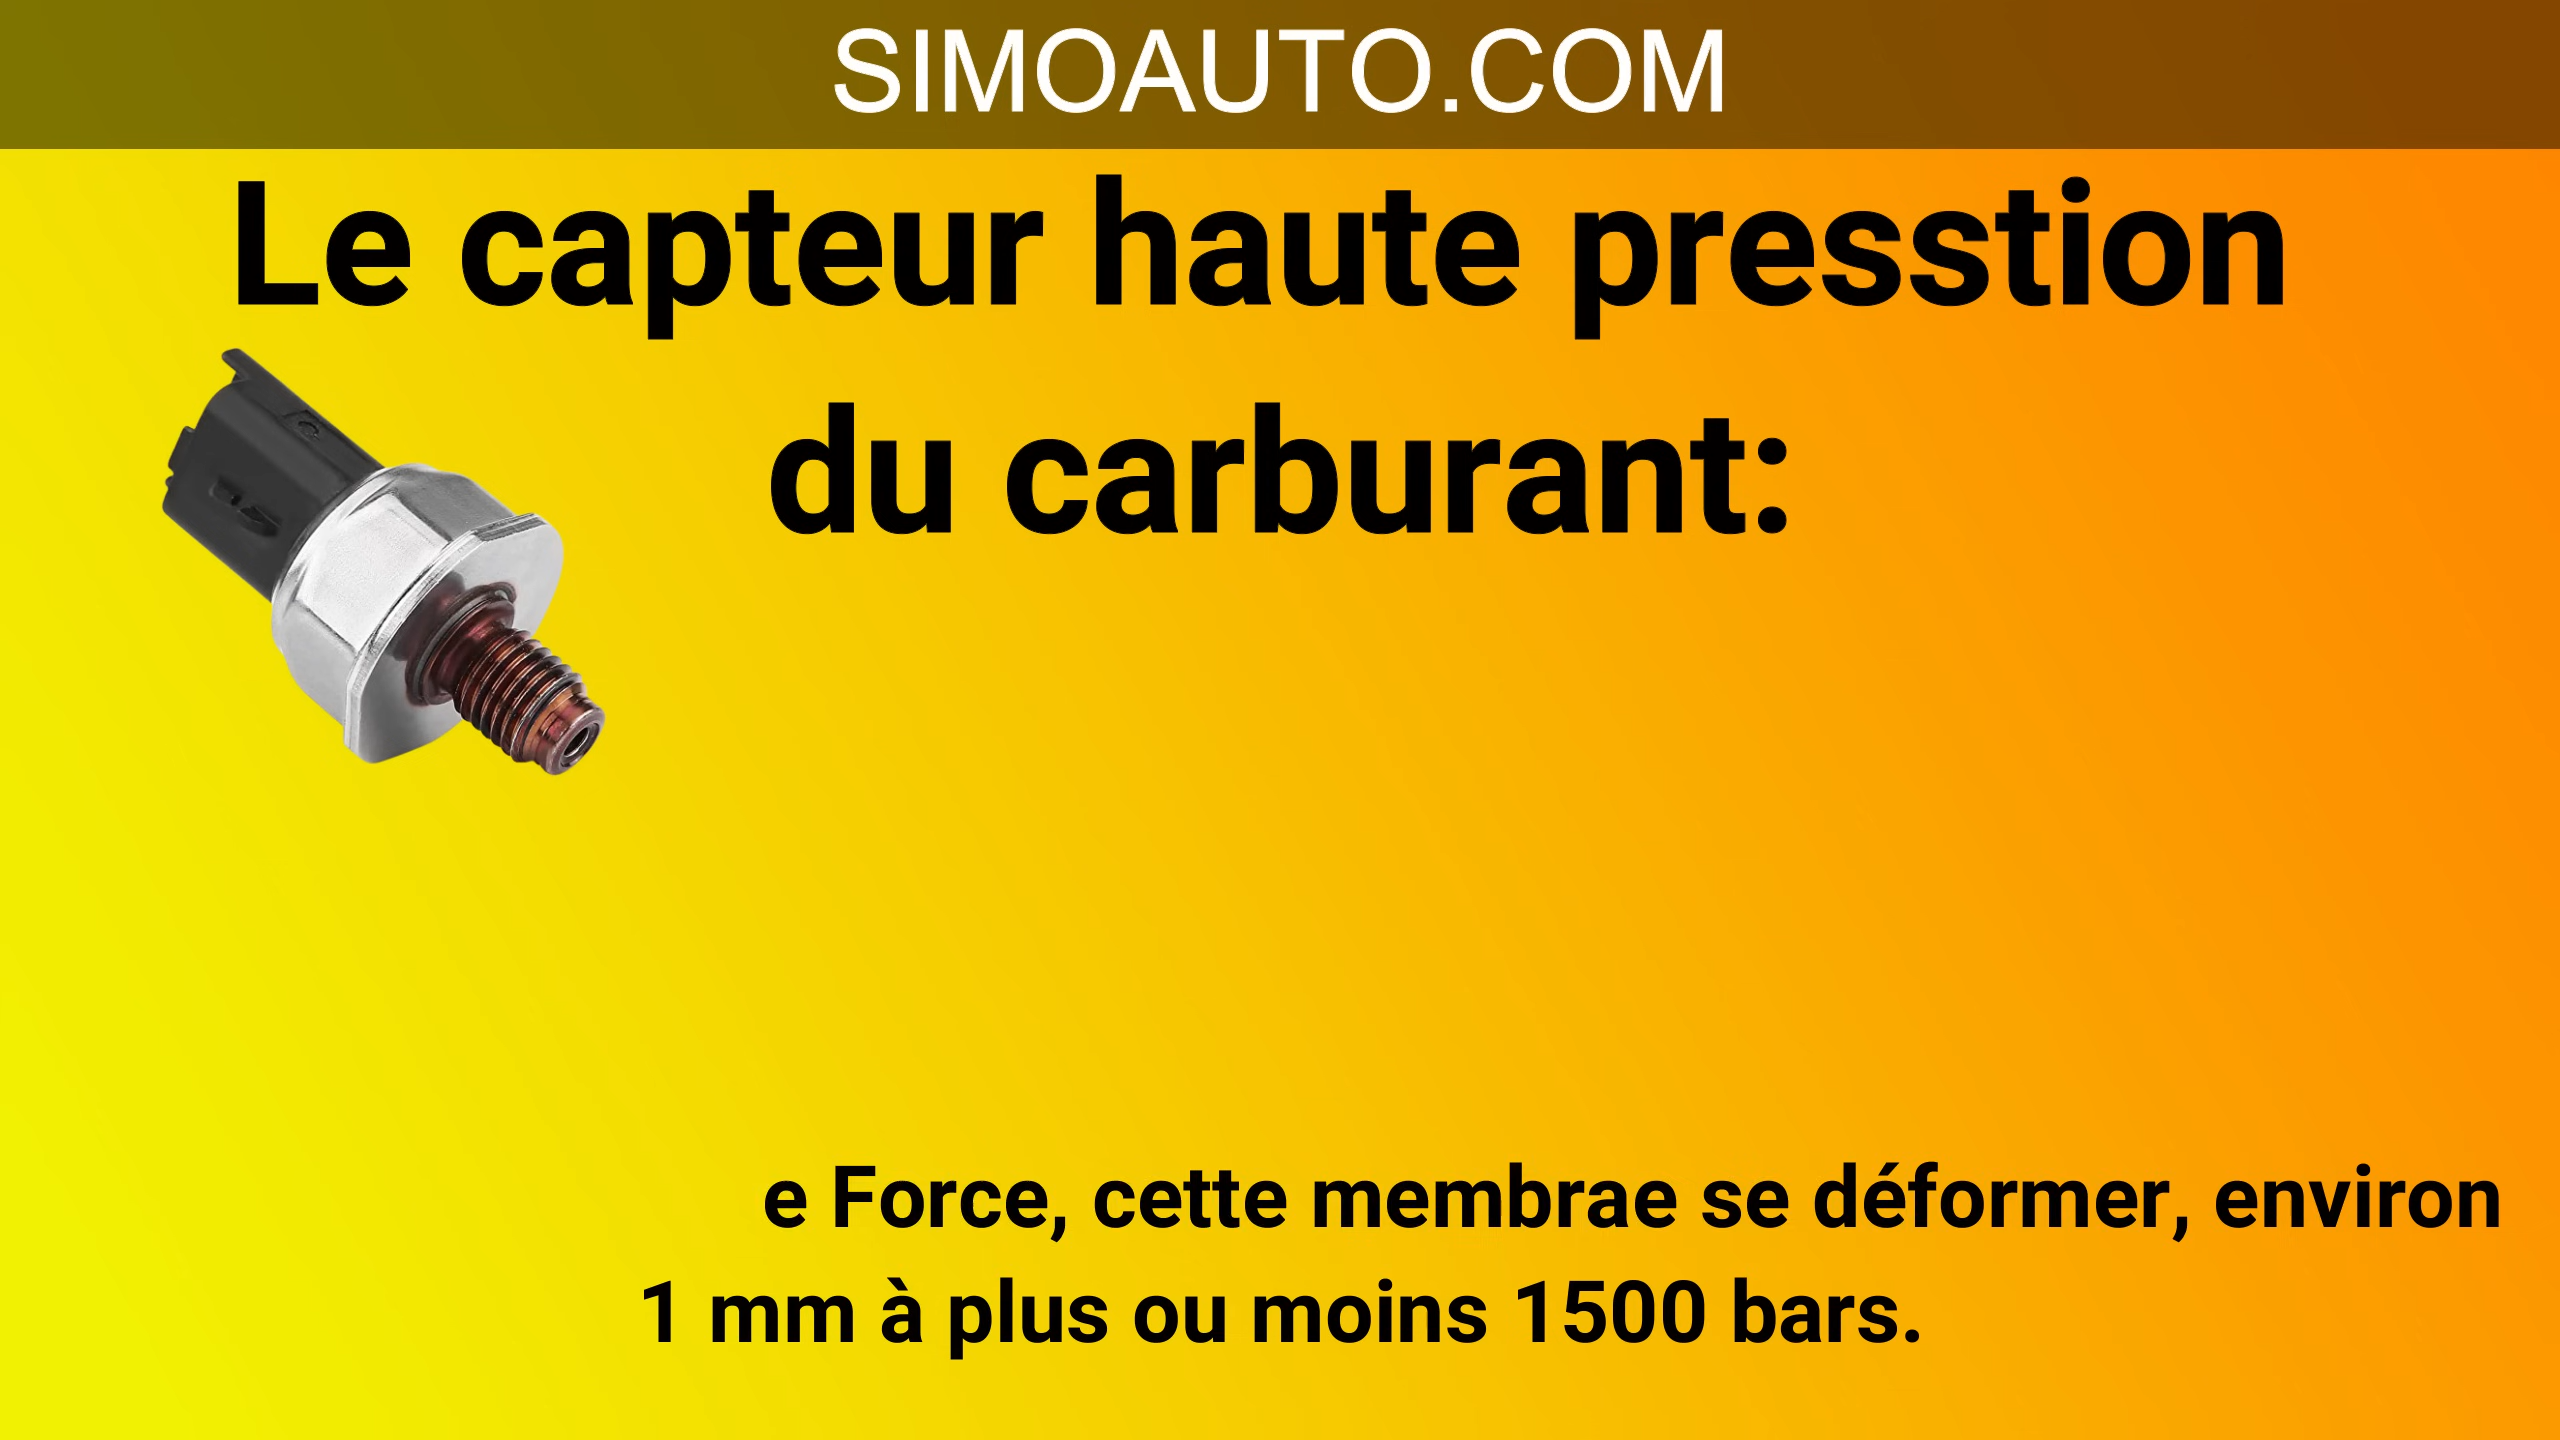 SIMOAUTO.COM
Le capteur haute presstion
du carburant:
e Force, cette membrae se déformer, environ
1 mm à plus ou moins 1500 bars.